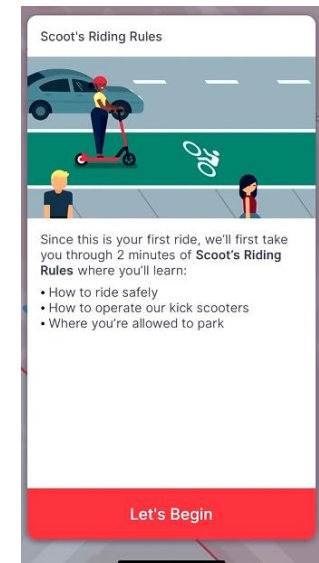 Scoot's Riding Rules
Since this is your first ride, we'll first take
you through 2 minutes of Scoot's Riding
Rules where you'll learn:
• How to ride safely
• How to operate our kick scooters
• Where you're allowed to park
Let's Begin